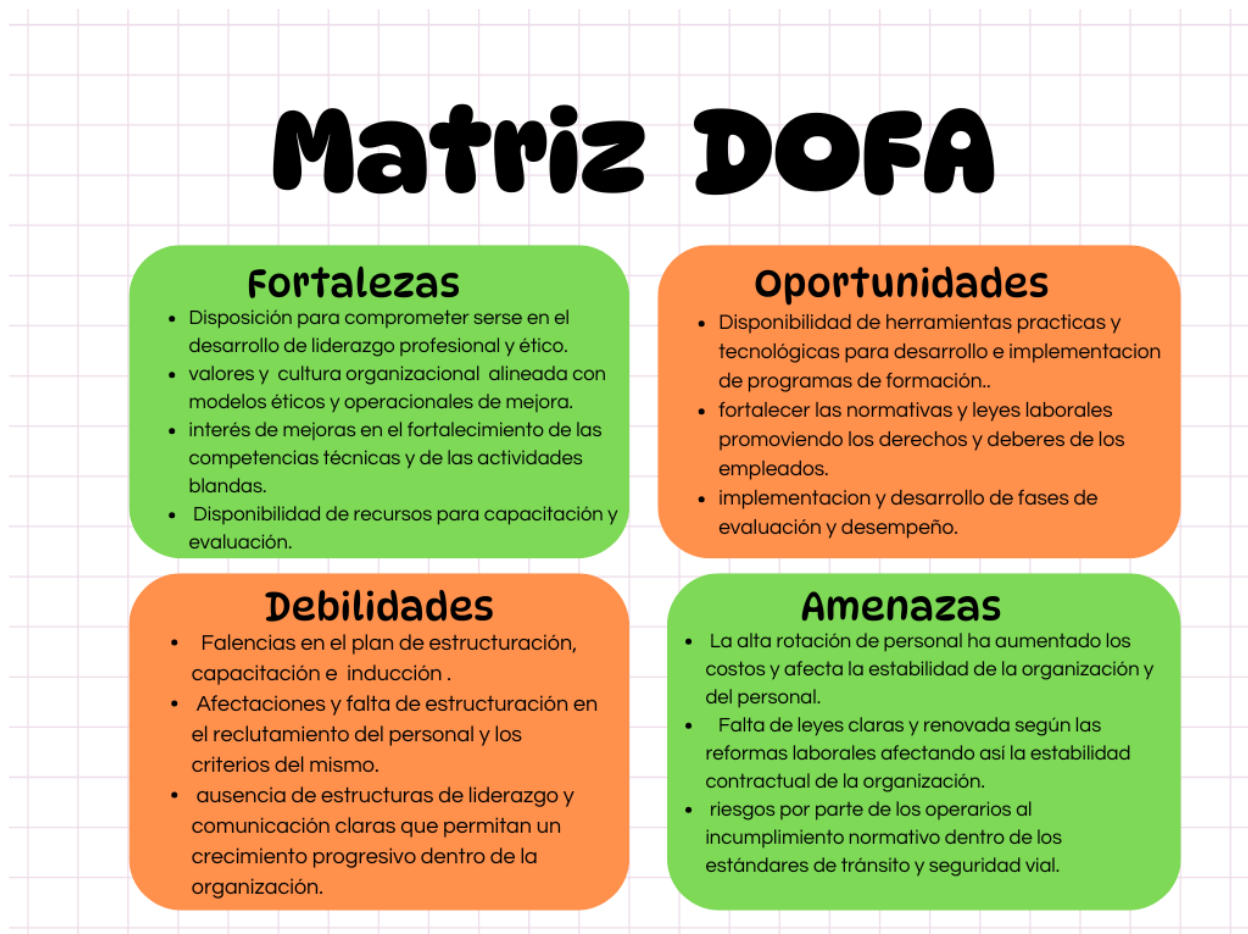 Matriz DOFA
Fortalezas
• Disposición para comprometer serse en el
desarrollo de liderazgo profesional y ético.
• valores y cultura organizacional alineada con
modelos éticos y operacionales de mejora.
• interés de mejoras en el fortalecimiento de las
competencias técnicas y de las actividades
blandas.
• Disponibilidad de recursos para capacitación y
evaluación.
Oportunidades
• Disponibilidad de herramientas practicas y
tecnológicas para desarrollo e implementacion
de programas de formación..
• fortalecer las normativas y leyes laborales
promoviendo los derechos y deberes de los
empleados.
• implementacion y desarrollo de fases de
evaluación y desempeño.
Debilidades
• Falencias en el plan de estructuración,
capacitación e inducción .
• Afectaciones y falta de estructuración en
el reclutamiento del personal y los
criterios del mismo.
• ausencia de estructuras de liderazgo y
comunicación claras que permitan un
crecimiento progresivo dentro de la
organización.
Amenazas
• La alta rotación de personal ha aumentado los
costos y afecta la estabilidad de la organización y
del personal.
• Falta de leyes claras y renovada según las
reformas laborales afectando así la estabilidad
contractual de la organización.
• riesgos por parte de los operarios al
incumplimiento normativo dentro de los
estándares de tránsito y seguridad vial.